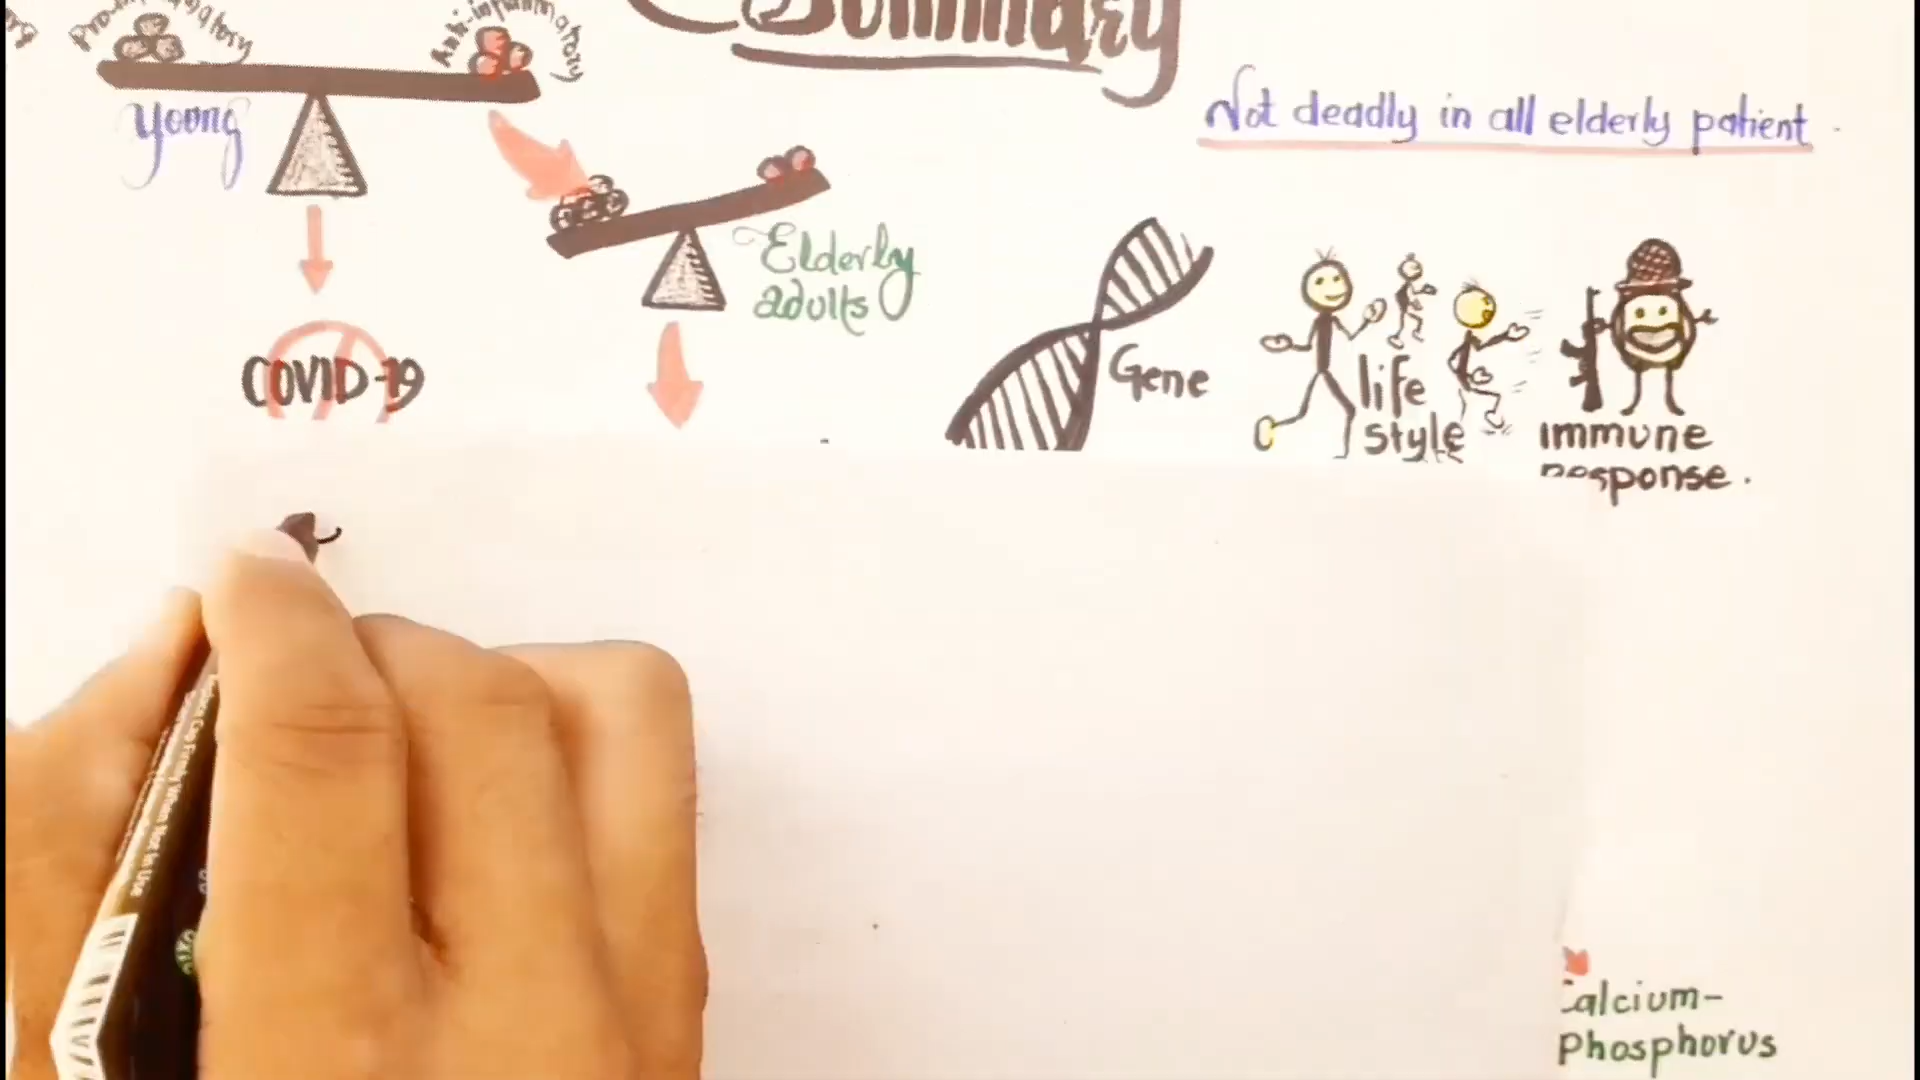 Summary
Pro-inflammatory
Anti-inflammatory
Young
Not deadly in all elderly patient
Elderly
adults
COVID-19
Gene
life
style
immune
response.
Calcium-
Phosphorus